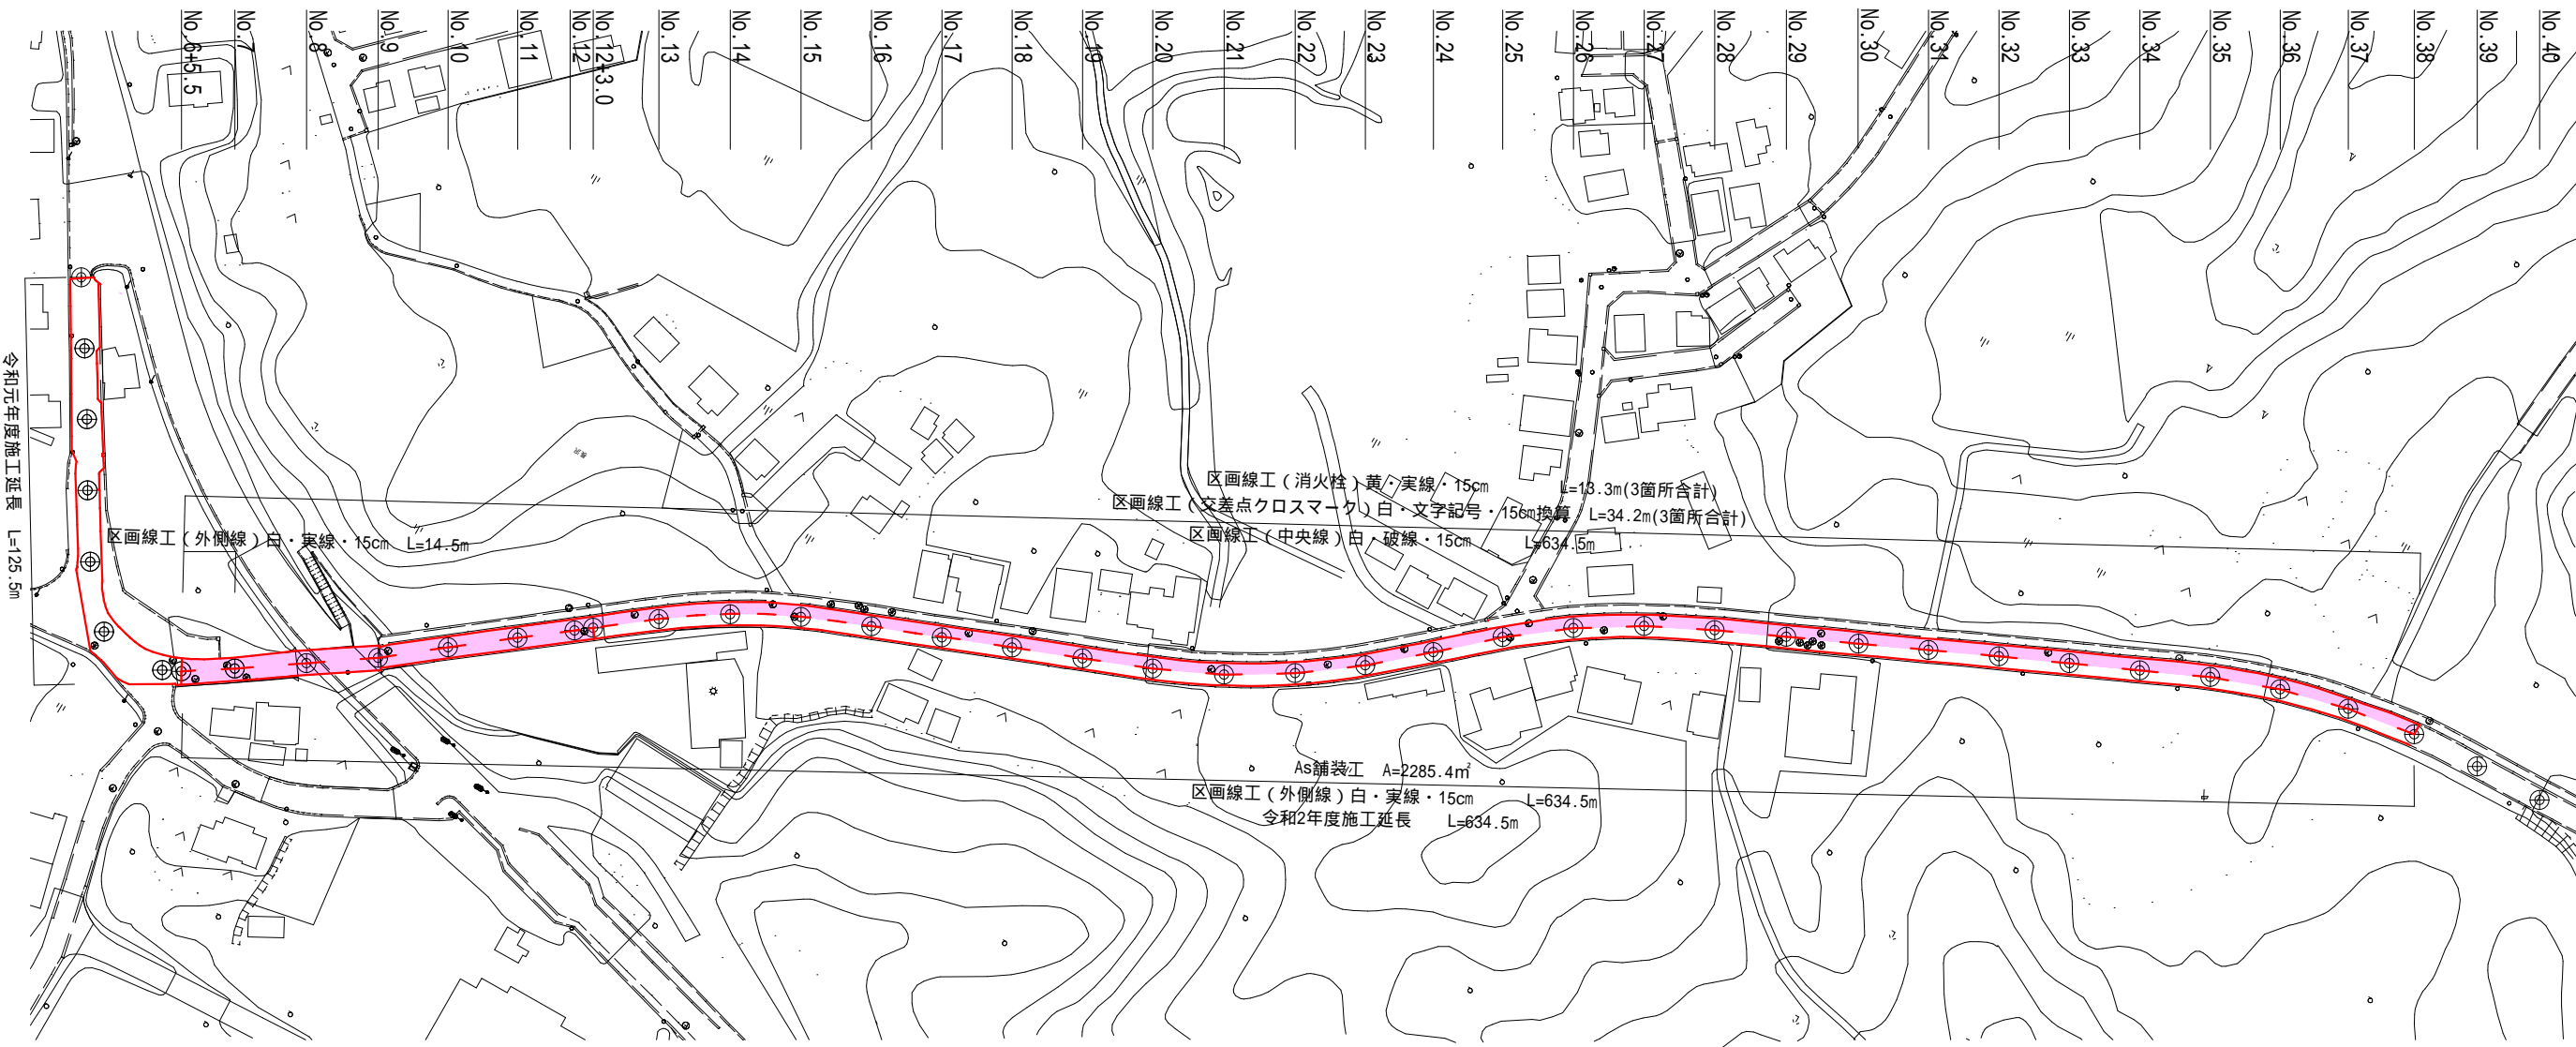 No.6+5.5
No.7
No.8
No.9
No.10
No.11
No.12
No.12+3.0
No.13
No.14
No.15
No.16
No.17
No.18
No.19
No.20
No.21
No.22
No.23
No.24
No.25
No.26
No.27
No.28
No.29
No.30
No.31
No.32
No.33
No.34
No.35
No.36
No.37
No.38
No.39
No.40
令和元年度施工延長 L=125.5m
区画線工（消火栓）黄・実線・15cm L=13.3m(3箇所合計)
区画線工（交差点クロスマーク）白・文字記号・15cm換算 L=34.2m(3箇所合計)
区画線工（中央線）白・破線・15cm L=634.5m
区画線工（外側線）白・実線・15cm L=14.5m
As舗装工 A=2285.4㎡
区画線工（外側線）白・実線・15cm L=634.5m
令和2年度施工延長 L=634.5m